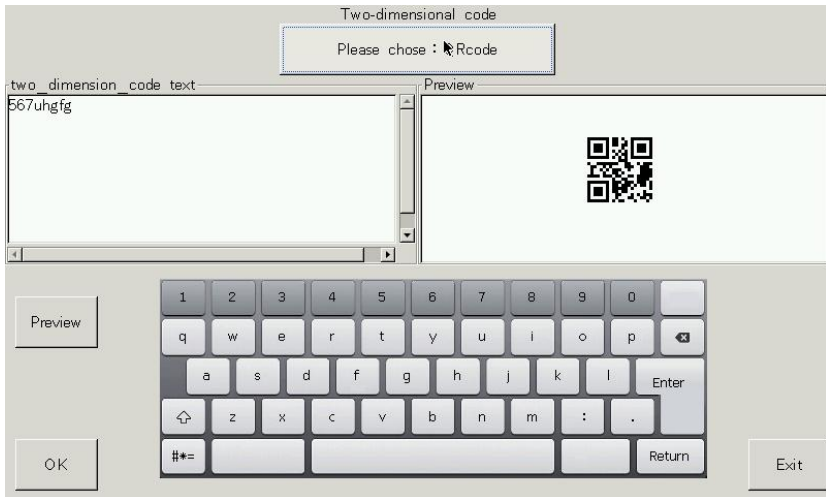 Two-dimensional code
Please chose: QRcode
two_dimension_code text
567uhgfg
Preview
Preview
1 2 3 4 5 6 7 8 9 0
q w e r t y u i o p
a s d f g h j k l Enter
z x c v b n m : .
#*= Return
OK
Exit